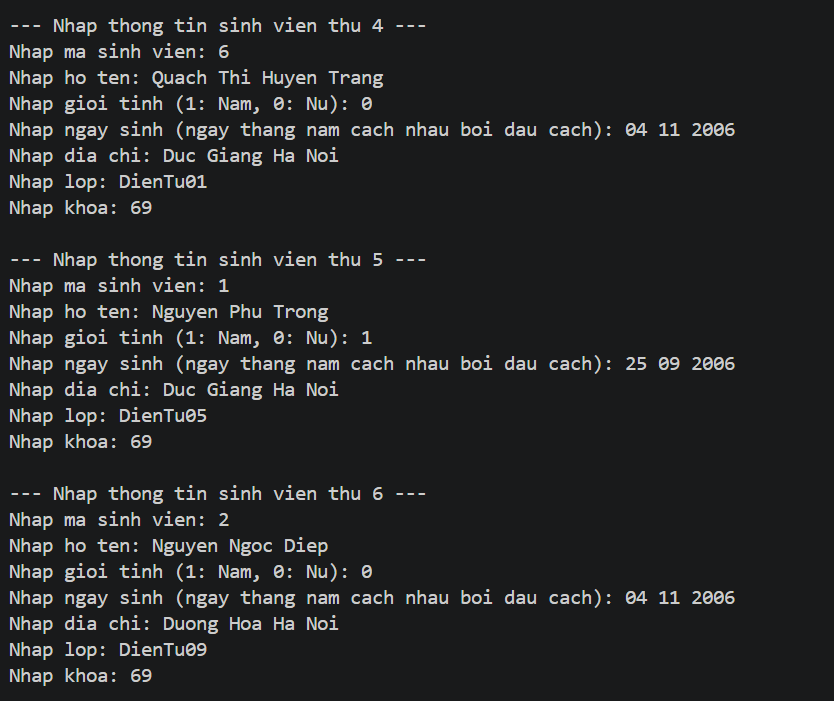 --- Nhap thong tin sinh vien thu 4 ---
Nhap ma sinh vien: 6
Nhap ho ten: Quach Thi Huyen Trang
Nhap gioi tinh (1: Nam, 0: Nu): 0
Nhap ngay sinh (ngay thang nam cach nhau boi dau cach): 04 11 2006
Nhap dia chi: Duc Giang Ha Noi
Nhap lop: DienTu01
Nhap khoa: 69
--- Nhap thong tin sinh vien thu 5 ---
Nhap ma sinh vien: 1
Nhap ho ten: Nguyen Phu Trong
Nhap gioi tinh (1: Nam, 0: Nu): 1
Nhap ngay sinh (ngay thang nam cach nhau boi dau cach): 25 09 2006
Nhap dia chi: Duc Giang Ha Noi
Nhap lop: DienTu05
Nhap khoa: 69
--- Nhap thong tin sinh vien thu 6 ---
Nhap ma sinh vien: 2
Nhap ho ten: Nguyen Ngoc Diep
Nhap gioi tinh (1: Nam, 0: Nu): 0
Nhap ngay sinh (ngay thang nam cach nhau boi dau cach): 04 11 2006
Nhap dia chi: Duong Hoa Ha Noi
Nhap lop: DienTu09
Nhap khoa: 69